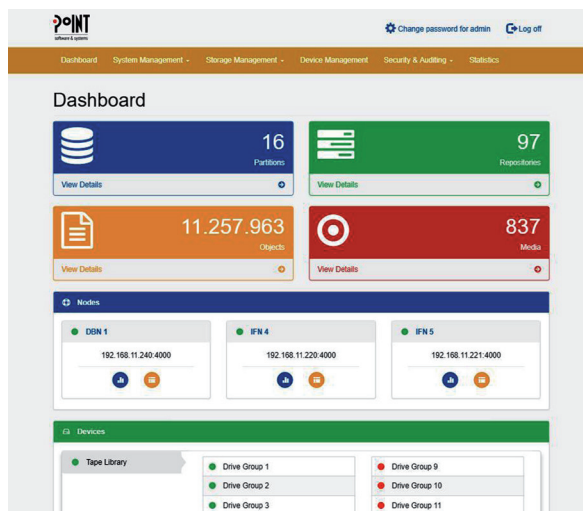 PoINT
software & systems
Change password for admin Log off
Dashboard System Management Storage Management Device Management Security & Auditing Statistics
Dashboard
16
Partitions
View Details
97
Repositories
View Details
11.257.963
Objects
View Details
837
Media
View Details
Nodes
DBN 1
192.168.11.240:4000
IFN 4
192.168.11.220:4000
IFN 5
192.168.11.221:4000
Devices
Tape Library
Drive Group 1
Drive Group 2
Drive Group 3
Drive Group 9
Drive Group 10
Drive Group 11